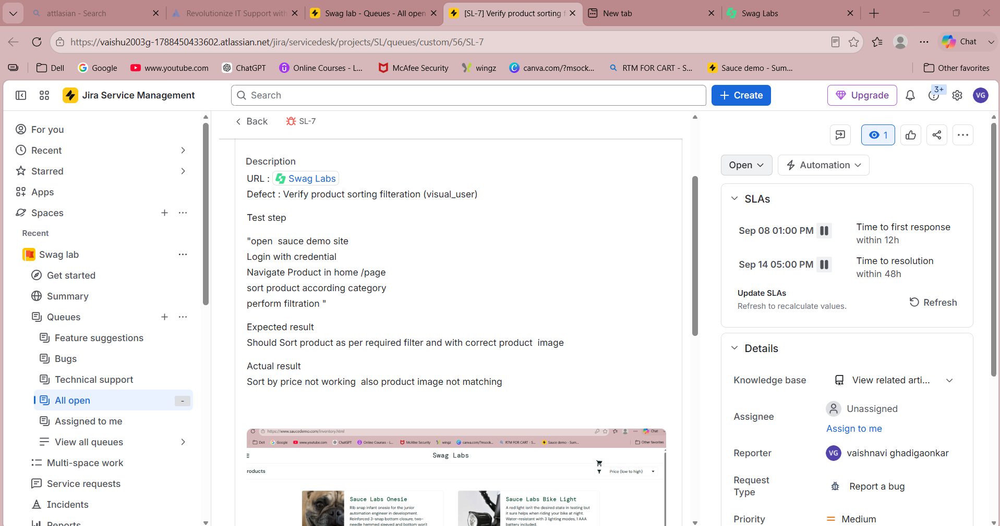 attlasian - Search
Revolutionize IT Support with
Swag lab - Queues - All open
[SL-7] Verify product sorting f
New tab
Swag Labs
https://vaishu2003g-1788450433602.atlassian.net/jira/servicedesk/projects/SL/queues/custom/56/SL-7
Chat
Dell
Google
www.youtube.com
ChatGPT
Online Courses - L...
McAfee Security
wingz
canva.com/?msock...
RTM FOR CART - S...
Sauce demo - Sum...
Other favorites
Jira Service Management
Search
+ Create
Upgrade
3+
VG
For you
Recent
Starred
Apps
Spaces
Recent
Swag lab
Get started
Summary
Queues
Feature suggestions
Bugs
Technical support
All open
-
Assigned to me
View all queues
Multi-space work
Service requests
Incidents
Reports
Back
SL-7
Description
URL : Swag Labs
Defect : Verify product sorting filteration (visual_user)
Test step
"open sauce demo site
Login with credential
Navigate Product in home /page
sort product according category
perform filtration "
Expected result
Should Sort product as per required filter and with correct product image
Actual result
Sort by price not working also product image not matching
https://www.saucedemo.com/inventory.html
Chat
Dell
Google
www.youtube.com
ChatGPT
Online Courses - L...
McAfee Security
wingz
canva.com/?msock...
RTM FOR CART - S...
Sauce demo - Sum...
Other favorites
Swag Labs
roducts
Price (low to high)
Sauce Labs Onesie
Rib snap infant onesie for the junior
automation engineer in development.
Reinforced 3-snap bottom closure, two-
needle hemmed sleeved and bottom won't
Sauce Labs Bike Light
A red light isn't the desired state in testing but
it sure helps when riding your bike at night.
Water-resistant with 3 lighting modes, 1 AAA
battery included.
1
Open
Automation
SLAs
Sep 08 01:00 PM
Time to first response
within 12h
Sep 14 05:00 PM
Time to resolution
within 48h
Update SLAs
Refresh to recalculate values.
Refresh
Details
Knowledge base
View related arti...
Assignee
Unassigned
Assign to me
Reporter
VG
vaishnavi ghadigaonkar
Request
Type
Report a bug
Priority
Medium